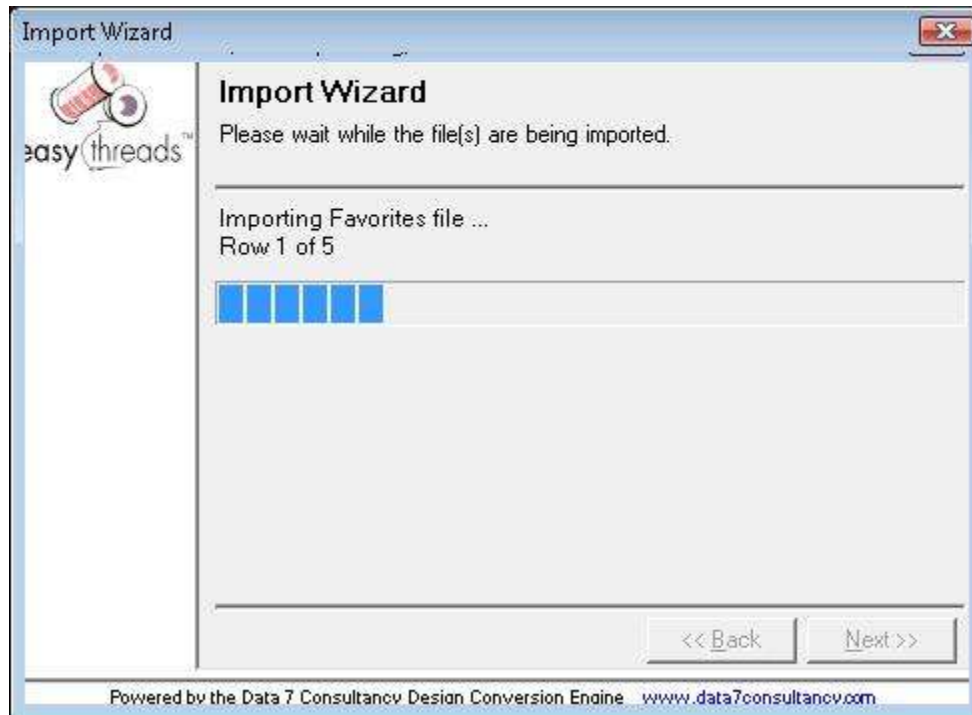 Import Wizard
easy threads™
Import Wizard
Please wait while the file(s) are being imported.
Importing Favorites file ...
Row 1 of 5
<< Back
Next >>
Powered by the Data 7 Consultancy Design Conversion Engine www.data7consultancy.com